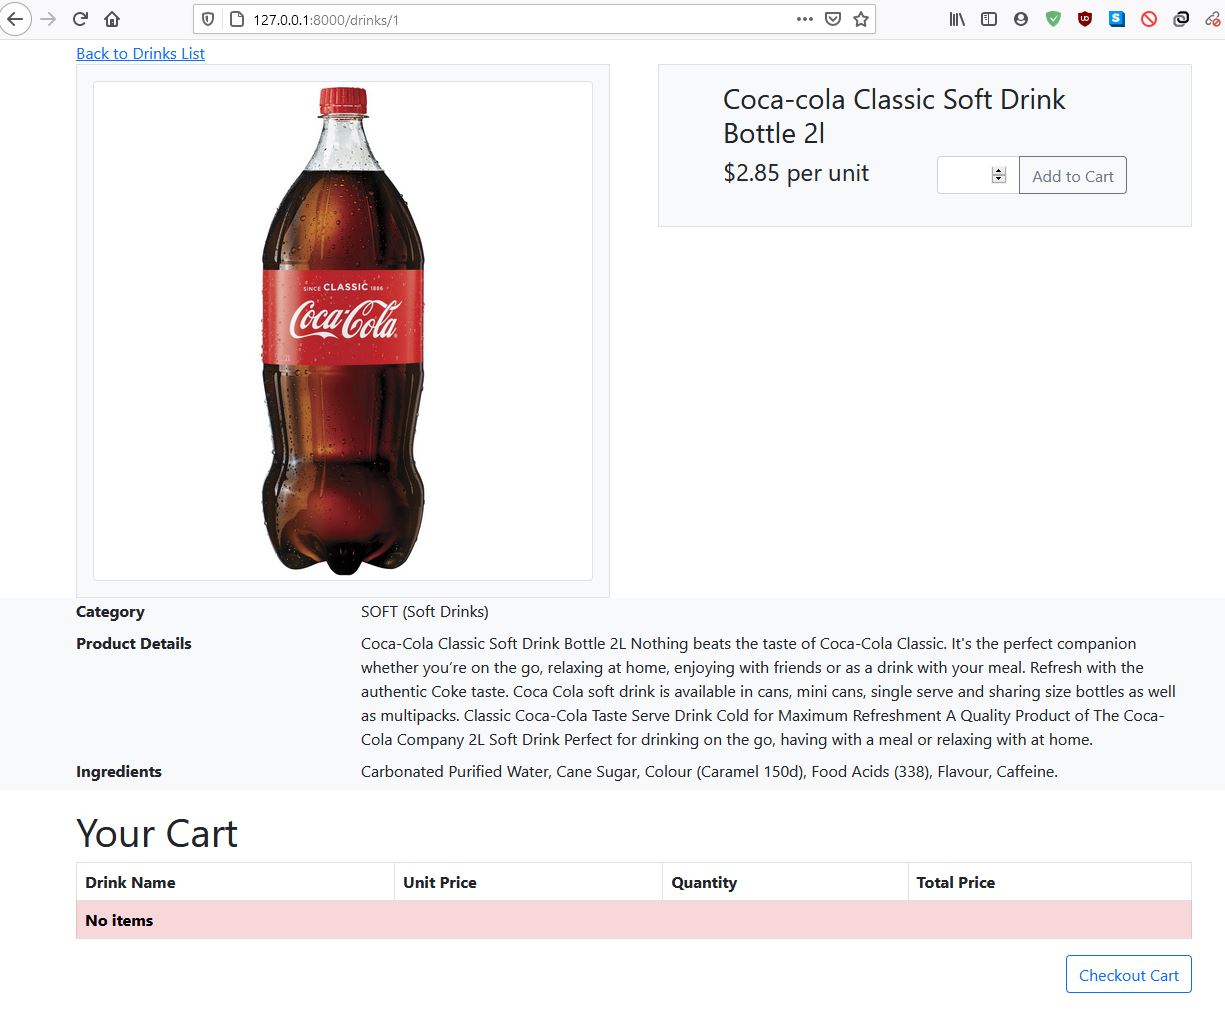 127.0.0.1:8000/drinks/1
Back to Drinks List
Coca-cola Classic Soft Drink
Bottle 2l
$2.85 per unit
Add to Cart
SINCE CLASSIC 1886
Coca-Cola
Category
SOFT (Soft Drinks)
Product Details
Coca-Cola Classic Soft Drink Bottle 2L Nothing beats the taste of Coca-Cola Classic. It's the perfect companion
whether you’re on the go, relaxing at home, enjoying with friends or as a drink with your meal. Refresh with the
authentic Coke taste. Coca Cola soft drink is available in cans, mini cans, single serve and sharing size bottles as well
as multipacks. Classic Coca-Cola Taste Serve Drink Cold for Maximum Refreshment A Quality Product of The Coca-
Cola Company 2L Soft Drink Perfect for drinking on the go, having with a meal or relaxing with at home.
Ingredients
Carbonated Purified Water, Cane Sugar, Colour (Caramel 150d), Food Acids (338), Flavour, Caffeine.
Your Cart
Drink Name Unit Price Quantity Total Price
No items
Checkout Cart